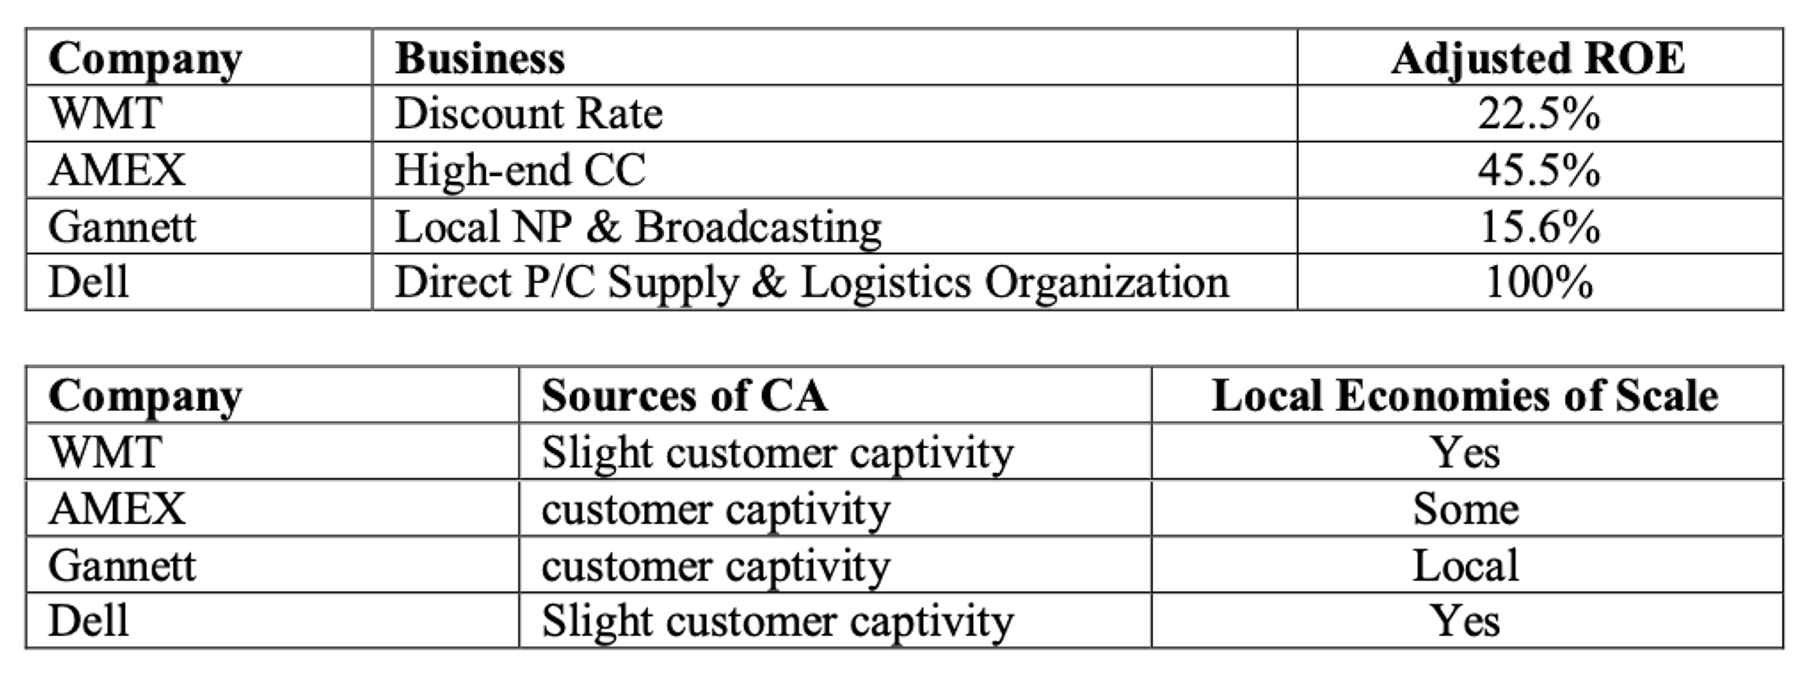 Company Business Adjusted ROE
WMT Discount Rate 22.5%
AMEX High-end CC 45.5%
Gannett Local NP & Broadcasting 15.6%
Dell Direct P/C Supply & Logistics Organization 100%
Company Sources of CA Local Economies of Scale
WMT Slight customer captivity Yes
AMEX customer captivity Some
Gannett customer captivity Local
Dell Slight customer captivity Yes